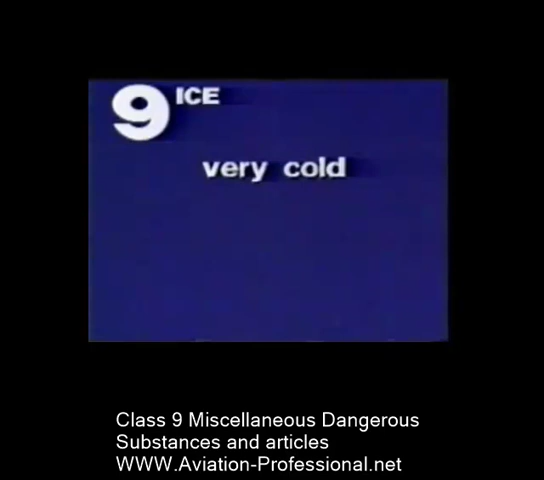 9 ICE
very cold
Class 9 Miscellaneous Dangerous
Substances and articles
WWW.Aviation-Professional.net